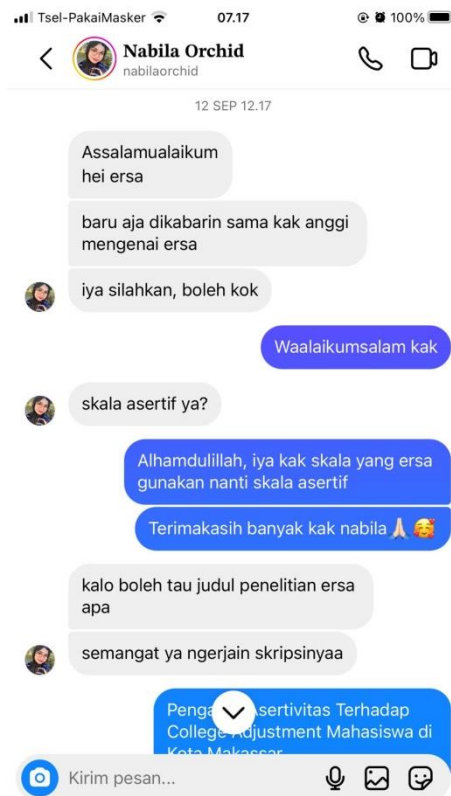 Tsel-PakaiMasker 07.17 100%
Nabila Orchid
nabilaorchid
12 SEP 12.17
Assalamualaikum
hei ersa
baru aja dikabarin sama kak anggi
mengenai ersa
iya silahkan, boleh kok
Waalaikumsalam kak
skala asertif ya?
Alhamdulillah, iya kak skala yang ersa
gunakan nanti skala asertif
Terimakasih banyak kak nabila🙏🏻🥰
kalo boleh tau judul penelitian ersa
apa
semangat ya ngerjain skripsinyaa
Terhadap
College Adjustment Mahasiswa di
Kota Makassar
Kirim pesan...